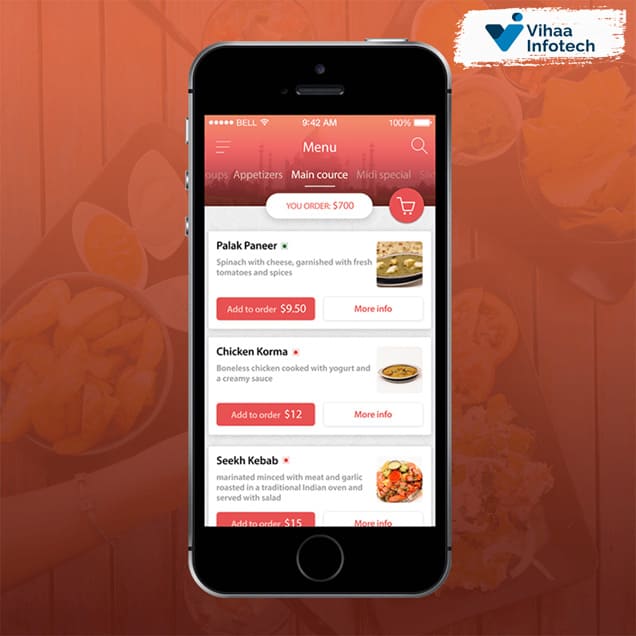 Vihaa
Infotech
BELL 9:42 AM 100%
Menu
oups Appetizers Main cource Midi special
YOU ORDER: $700
Palak Paneer
Spinach with cheese, garnished with fresh
tomatoes and spices
Add to order $9.50 More info
Chicken Korma
Boneless chicken cooked with yogurt and
a creamy sauce
Add to order $12 More info
Seekh Kebab
marinated minced with meat and garlic
roasted in a traditional Indian oven and
served with salad
Add to order $15 More info